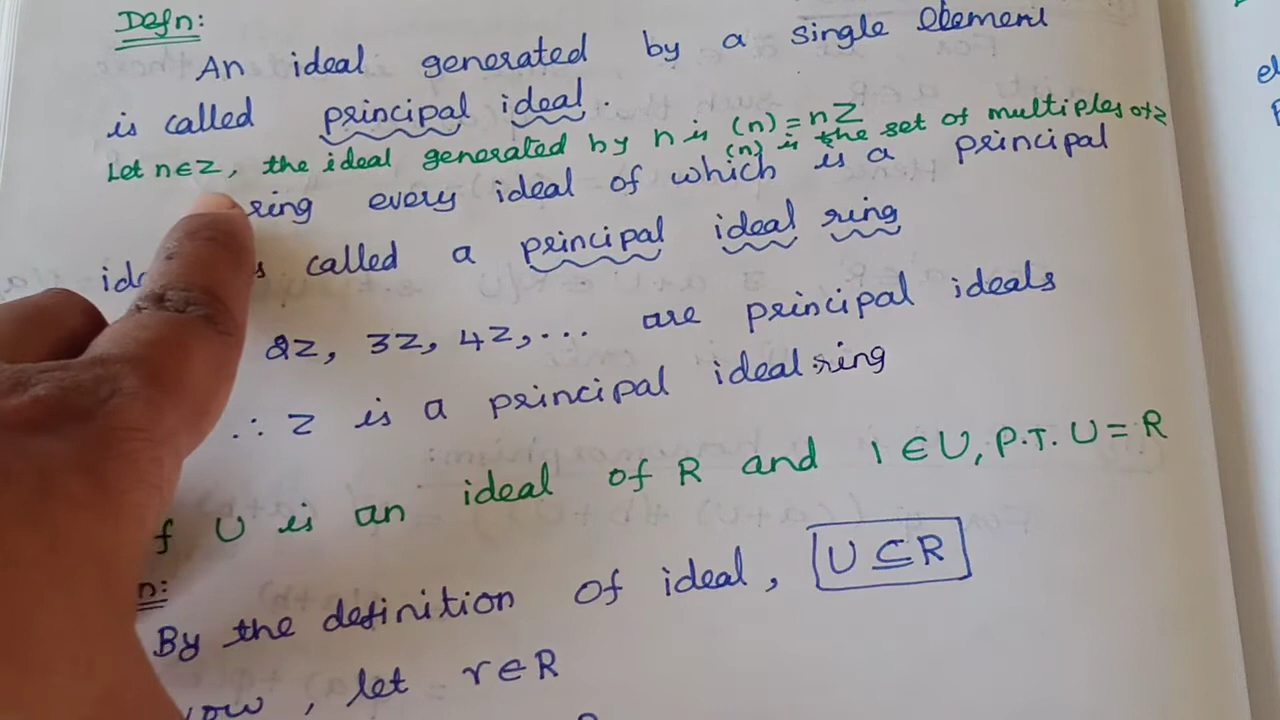 Defn:
An ideal generated by a single element
is called principal ideal.
Let n∈Z, the ideal generated by n is (n)=nZ
(n) is the set of multiples of z
ring every ideal of which is a principal
ide s called a principal ideal ring
2Z, 3Z, 4Z,... are principal ideals
∴ Z is a principal ideal ring
f U is an ideal of R and 1∈U, P.T. U=R
n:
By the definition of ideal, U⊆R
, let r∈R